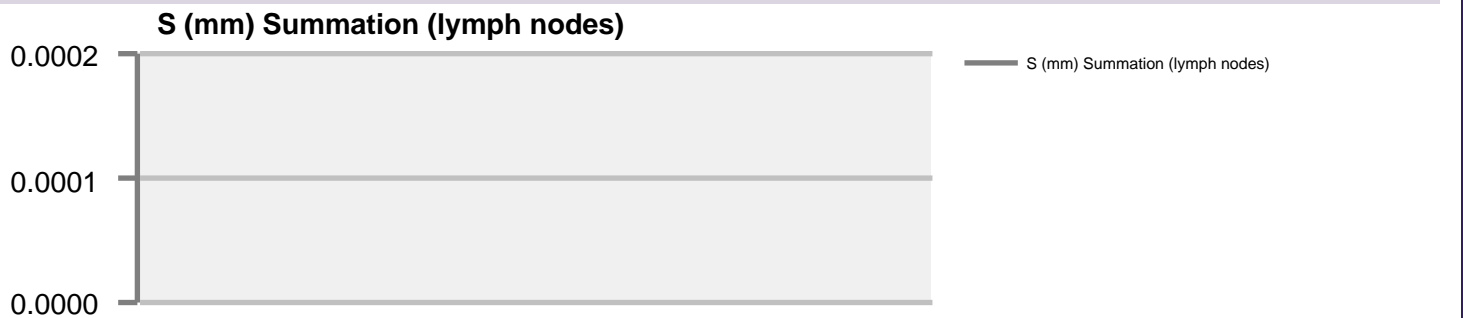 S (mm) Summation (lymph nodes)
0.0002
S (mm) Summation (lymph nodes)
0.0001
0.0000